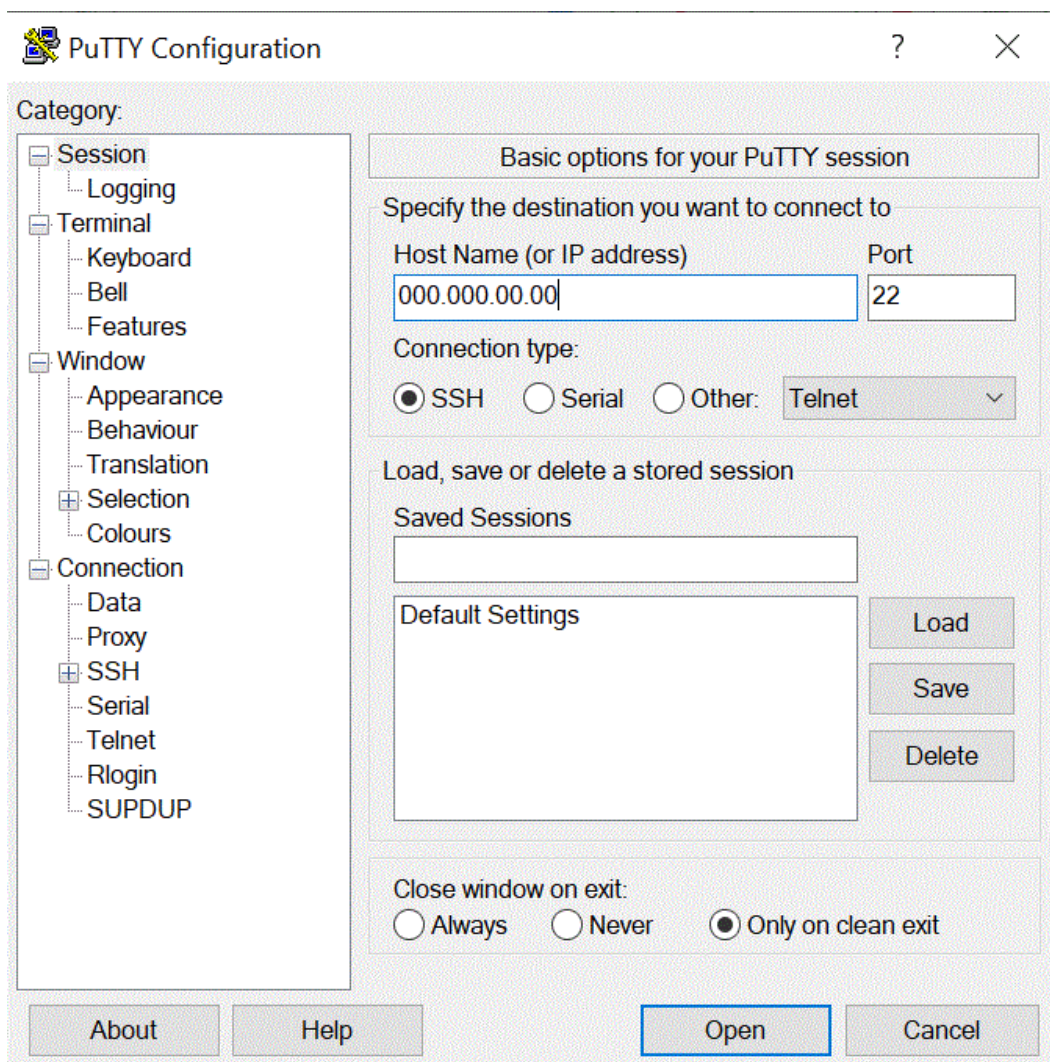 PuTTY Configuration
?
Category:
Session
Logging
Terminal
Keyboard
Bell
Features
Window
Appearance
Behaviour
Translation
Selection
Colours
Connection
Data
Proxy
SSH
Serial
Telnet
Rlogin
SUPDUP
Basic options for your PuTTY session
Specify the destination you want to connect to
Host Name (or IP address) Port
000.000.00.00 22
Connection type:
SSH Serial Other: Telnet
Load, save or delete a stored session
Saved Sessions
Default Settings
Load
Save
Delete
Close window on exit:
Always Never Only on clean exit
About Help Open Cancel